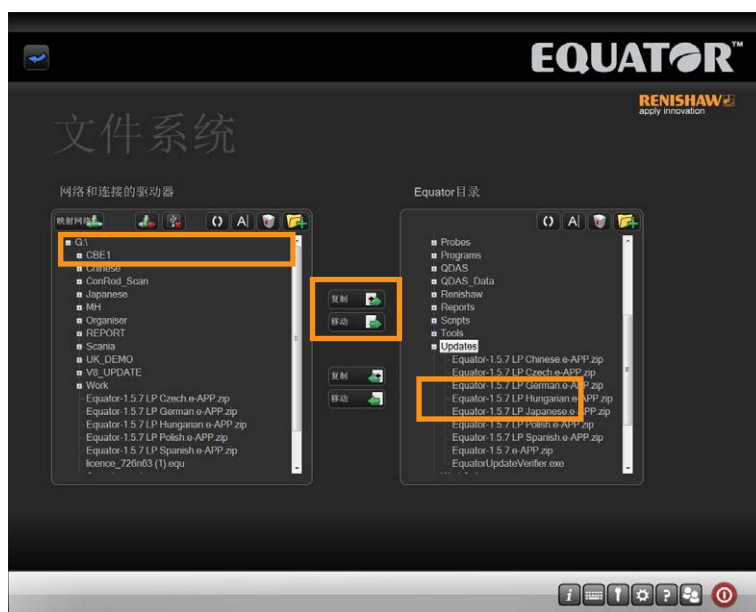 EQUATOR™
RENISHAW
apply innovation
文件系统
网络和连接的驱动器
映射网络
A|
G:\
CBE1
Chinese
ConRod_Scan
Japanese
MH
Organiser
REPORT
Scania
UK_DEMO
V8_UPDATE
Work
Equator-1.5.7 LP Czech.e-APP.zip
Equator-1.5.7 LP German.e-APP.zip
Equator-1.5.7 LP Hungarian.e-APP.zip
Equator-1.5.7 LP Polish.e-APP.zip
Equator-1.5.7 LP Spanish.e-APP.zip
licence_726n63 (1).equ
复制
移动
复制
移动
Equator目录
A|
Probes
Programs
QDAS
QDAS_Data
Renishaw
Reports
Scripts
Tools
Updates
Equator-1.5.7 LP Chinese.e-APP.zip
Equator-1.5.7 LP Czech.e-APP.zip
Equator-1.5.7 LP German.e-APP.zip
Equator-1.5.7 LP Hungarian.e-APP.zip
Equator-1.5.7 LP Japanese.e-APP.zip
Equator-1.5.7 LP Polish.e-APP.zip
Equator-1.5.7 LP Spanish.e-APP.zip
Equator-1.5.7.e-APP.zip
EquatorUpdateVerifier.exe